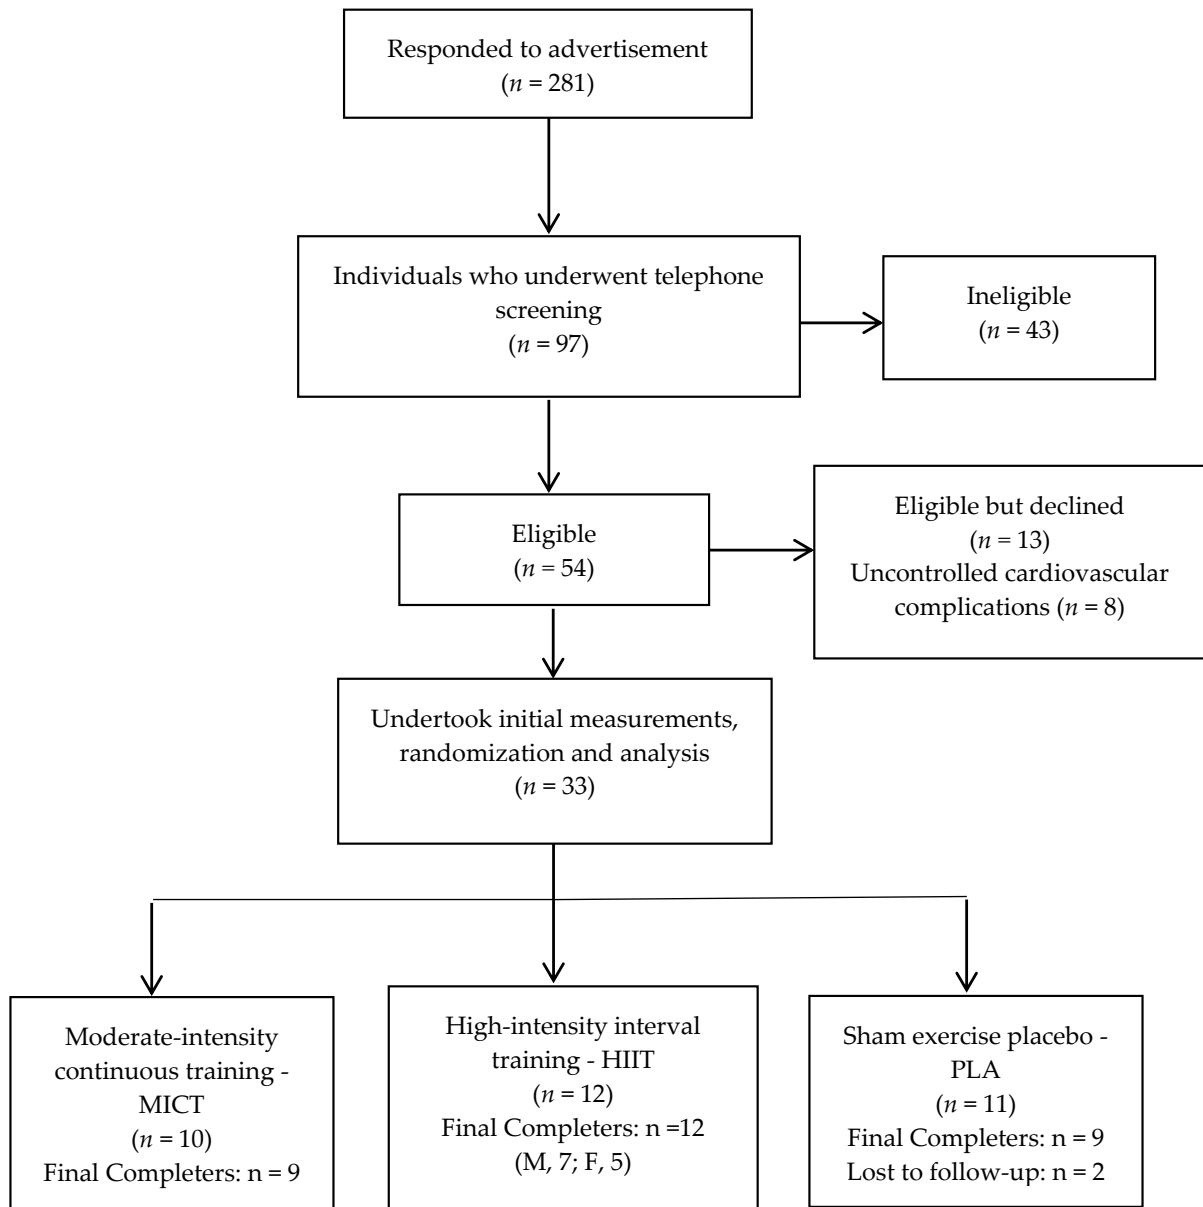 Responded to advertisement
(n = 281)
Individuals who underwent telephone
screening
(n = 97)
Ineligible
(n = 43)
Eligible
(n = 54)
Eligible but declined
(n = 13)
Uncontrolled cardiovascular
complications (n = 8)
Undertook initial measurements,
randomization and analysis
(n = 33)
Moderate-intensity
continuous training -
MICT
(n = 10)
Final Completers: n = 9
High-intensity interval
training - HIIT
(n = 12)
Final Completers: n =12
(M, 7; F, 5)
Sham exercise placebo -
PLA
(n = 11)
Final Completers: n = 9
Lost to follow-up: n = 2